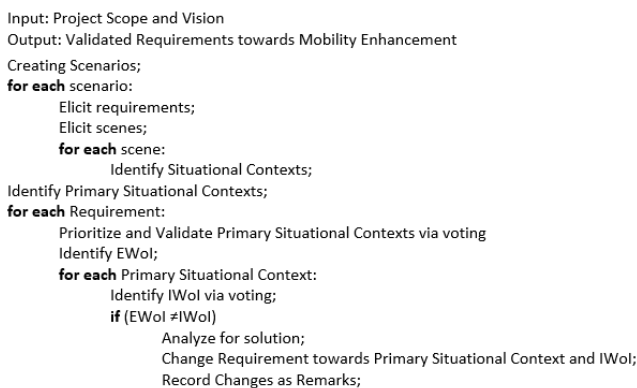 Input: Project Scope and Vision
Output: Validated Requirements towards Mobility Enhancement
Creating Scenarios;
for each scenario:
Elicit requirements;
Elicit scenes;
for each scene:
Identify Situational Contexts;
Identify Primary Situational Contexts;
for each Requirement:
Prioritize and Validate Primary Situational Contexts via voting
Identify EWoI;
for each Primary Situational Context:
Identify IWoI via voting;
if (EWoI ≠IWoI)
Analyze for solution;
Change Requirement towards Primary Situational Context and IWoI;
Record Changes as Remarks;